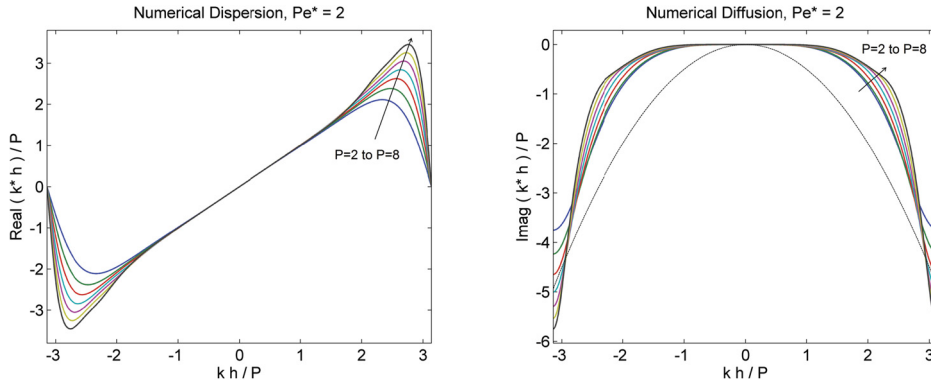 Numerical Dispersion, Pe* = 2
Real ( k* h ) / P
3
2
1
0
-1
-2
-3
P=2 to P=8
-3 -2 -1 0 1 2 3
k h / P
Numerical Diffusion, Pe* = 2
Imag ( k* h ) / P
0
-1
-2
-3
-4
-5
-6
P=2 to P=8
-3 -2 -1 0 1 2 3
k h / P